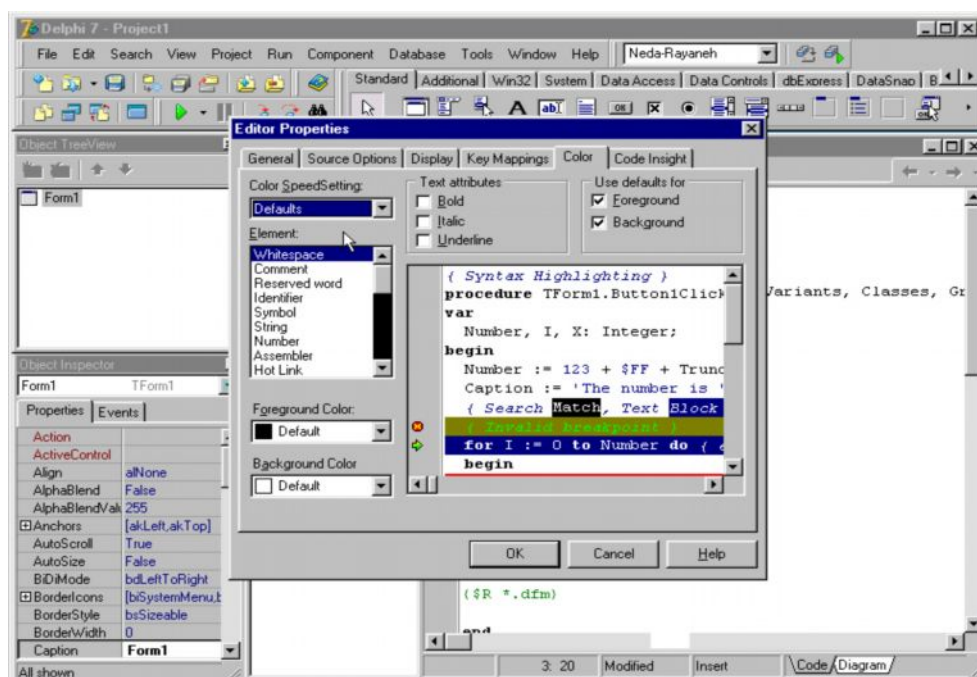 Delphi 7 - Project1
File Edit Search View Project Run Component Database Tools Window Help Neda-Rayaneh
Standard Additional Win32 System Data Access Data Controls dbExpress DataSnap B
Object TreeView
Form1
Editor Properties
General Source Options Display Key Mappings Color Code Insight
Color SpeedSetting:
Defaults
Element:
Whitespace
Comment
Reserved word
Identifier
Symbol
String
Number
Assembler
Hot Link
Foreground Color:
Default
Background Color
Default
Text attributes
Bold
Italic
Underline
Use defaults for
Foreground
Background
{ Syntax Highlighting }
procedure TForm1.Button1Click
var
Number, I, X: Integer;
begin
Number := 123 + $FF + Trunc
Caption := 'The number is '
{ Search Match, Text Block
{ Invalid breakpoint }
for I := 0 to Number do {
begin
OK Cancel Help
Variants, Classes, Gr
{$R *.dfm}
end
3: 20 Modified Insert Code Diagram
Object Inspector
Form1 TForm1
Properties Events
Action
ActiveControl
Align alNone
AlphaBlend False
AlphaBlendVal 255
Anchors [akLeft,akTop]
AutoScroll True
AutoSize False
BiDiMode bdLeftToRight
BorderIcons [biSystemMenu,b
BorderStyle bsSizeable
BorderWidth 0
Caption Form1
All shown